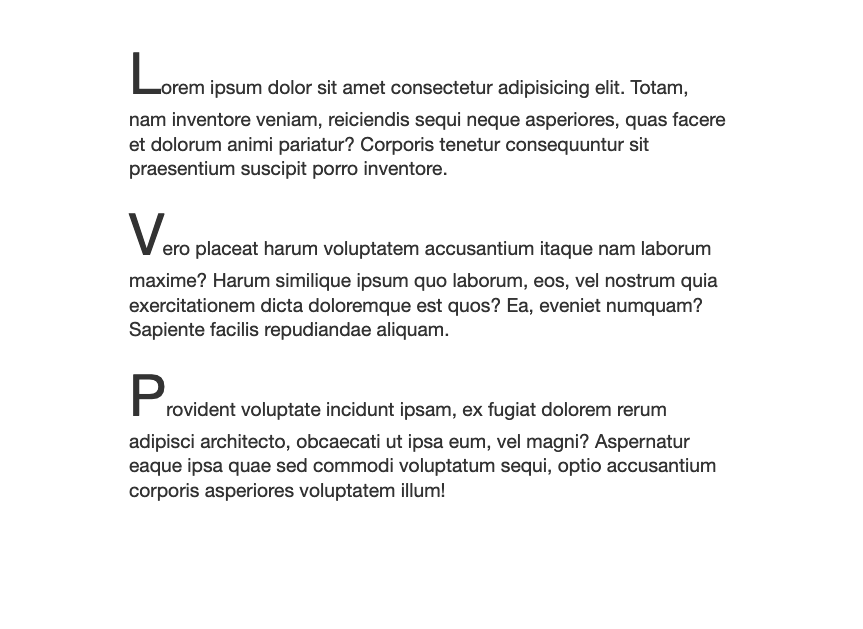 Lorem ipsum dolor sit amet consectetur adipisicing elit. Totam,
nam inventore veniam, reiciendis sequi neque asperiores, quas facere
et dolorum animi pariatur? Corporis tenetur consequuntur sit
praesentium suscipit porro inventore.
Vero placeat harum voluptatem accusantium itaque nam laborum
maxime? Harum similique ipsum quo laborum, eos, vel nostrum quia
exercitationem dicta doloremque est quos? Ea, eveniet numquam?
Sapiente facilis repudiandae aliquam.
Provident voluptate incidunt ipsam, ex fugiat dolorem rerum
adipisci architecto, obcaecati ut ipsa eum, vel magni? Aspernatur
eaque ipsa quae sed commodi voluptatum sequi, optio accusantium
corporis asperiores voluptatem illum!